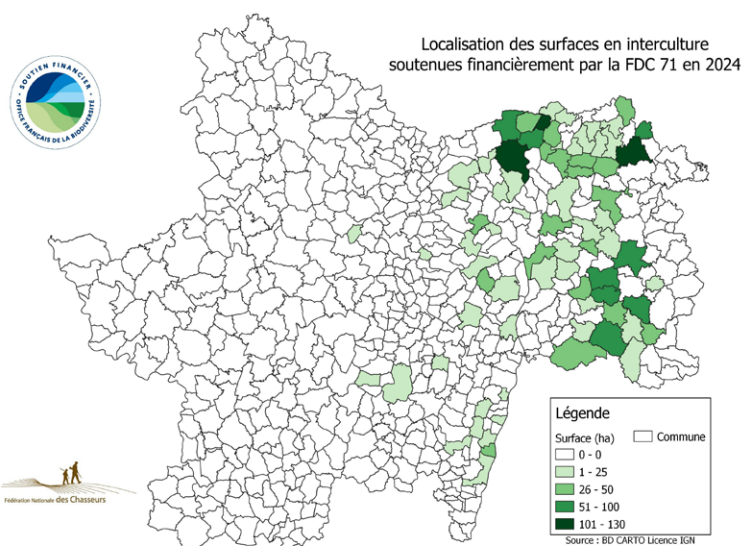 Localisation des surfaces en interculture
soutenues financièrement par la FDC 71 en 2024
SOUTIEN FINANCIER
OFFICE FRANÇAIS DE LA BIODIVERSITÉ
Légende
Surface (ha)
Commune
0 - 0
1 - 25
26 - 50
51 - 100
101 - 130
Fédération Nationale des Chasseurs
Source : BD CARTO Licence IGN